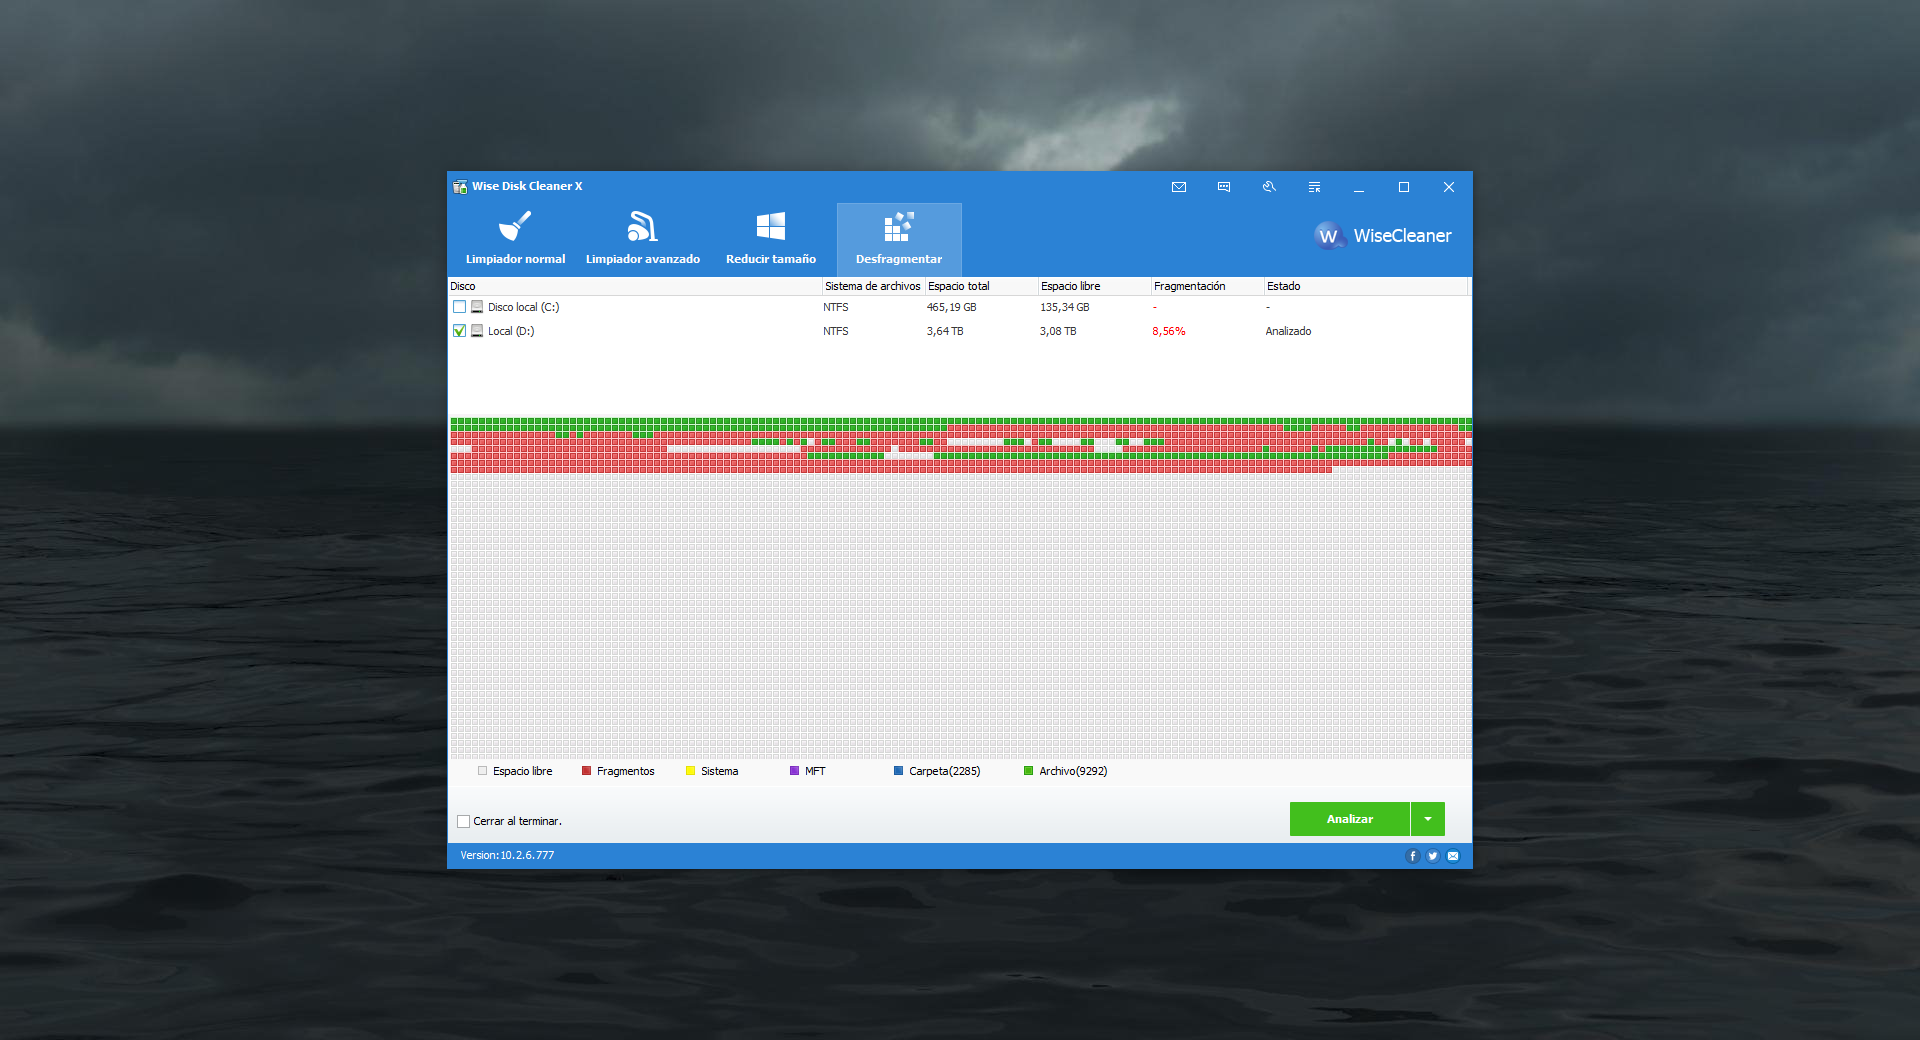 Wise Disk Cleaner X
Limpiador normal Limpiador avanzado Reducir tamaño Desfragmentar
W WiseCleaner
Disco Sistema de archivos Espacio total Espacio libre Fragmentación Estado
Disco local (C:) NTFS 465,19 GB 135,34 GB - -
Local (D:) NTFS 3,64 TB 3,08 TB 8,56% Analizado
Espacio libre Fragmentos Sistema MFT Carpeta(2285) Archivo(9292)
Cerrar al terminar.
Analizar
Version:10.2.6.777